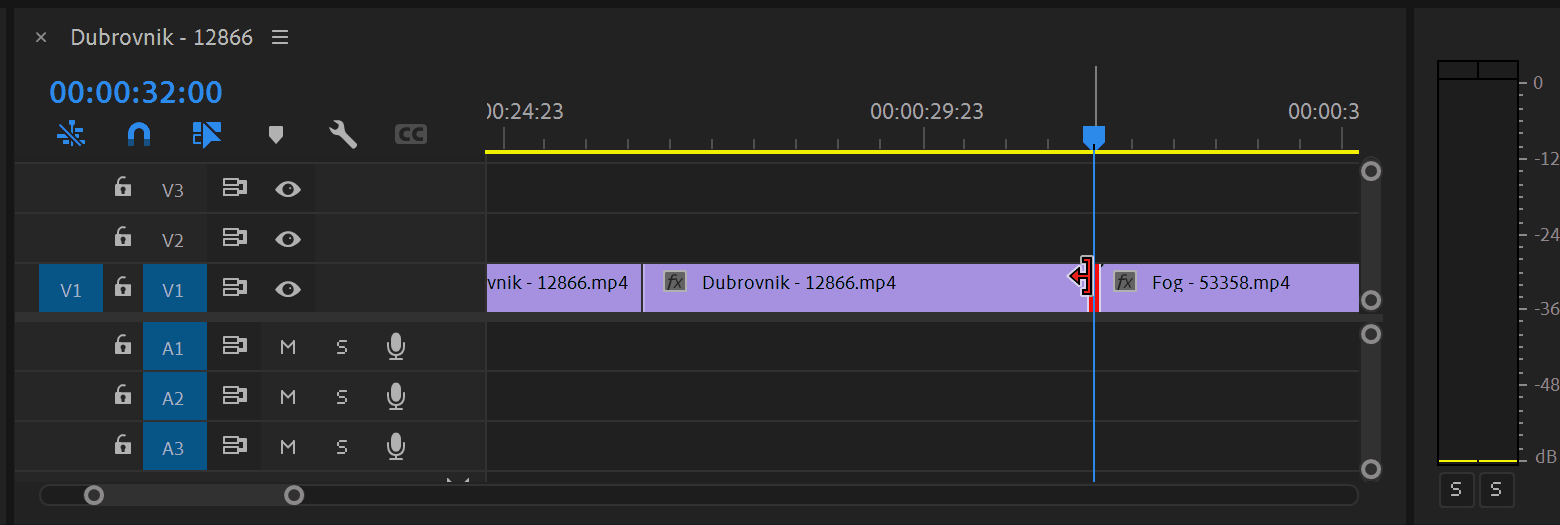 × Dubrovnik - 12866
00:00:32:00
00:24:23 00:00:29:23 00:00:3
CC
V3
V2
V1 V1 vnik - 12866.mp4 fx Dubrovnik - 12866.mp4 fx Fog - 53358.mp4
A1 M S
A2 M S
A3 M S
0
-12
-24
-36
-48
dB
S S